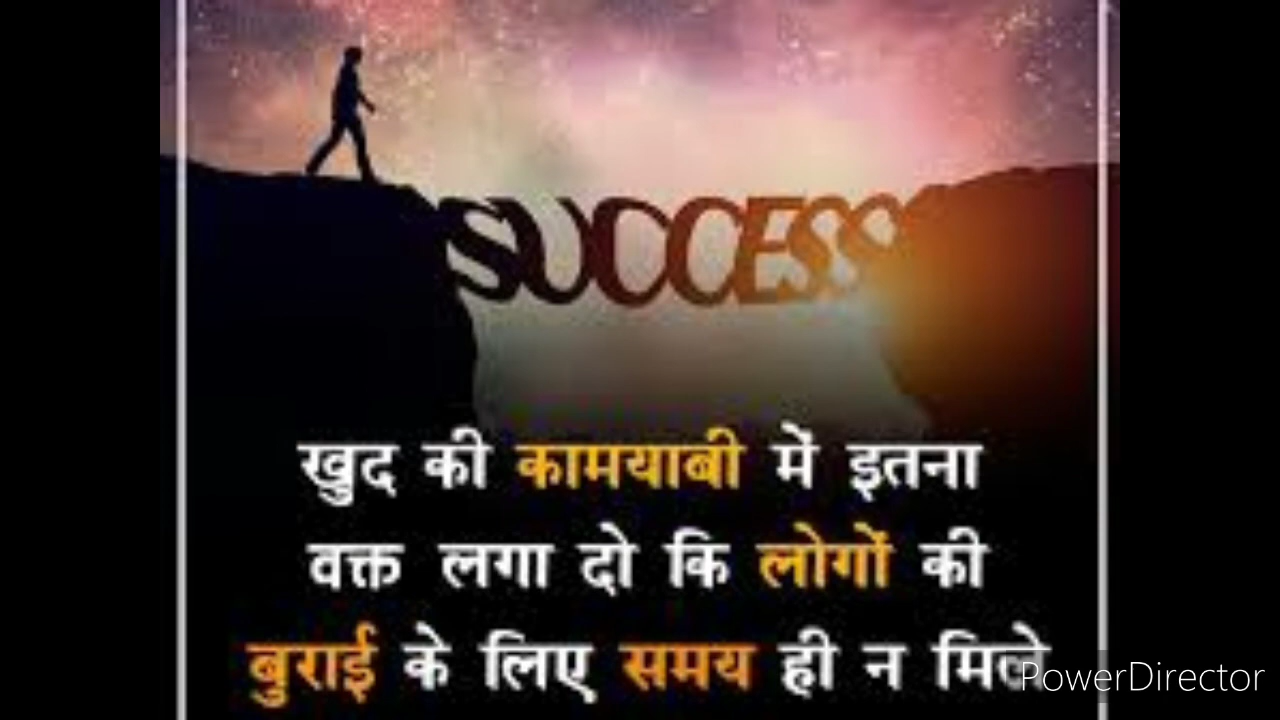 SUCCESS
खुद की कामयाबी में इतना
वक्त लगा दो कि लोगों की
बुराई के लिए समय ही न मिले
PowerDirector